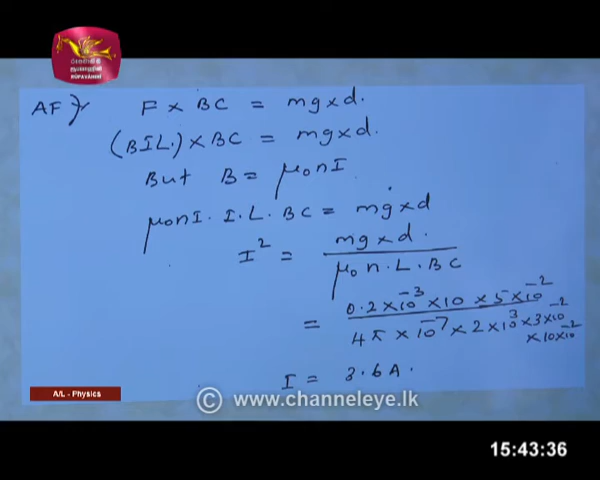 AF) F × BC = mg×d.
(BIL) × BC = mg×d.
But B = μ₀nI
μ₀nI. I. L. BC = mg×d
I² = mg×d. / μ₀ n. L. BC
= 0.2×10⁻³ ×10 ×5×10⁻² / 4π×10⁻⁷×2×10³×3×10⁻² ×10×10⁻²
I = 3.6A.
A/L - Physics
© www.channeleye.lk
15:43:36